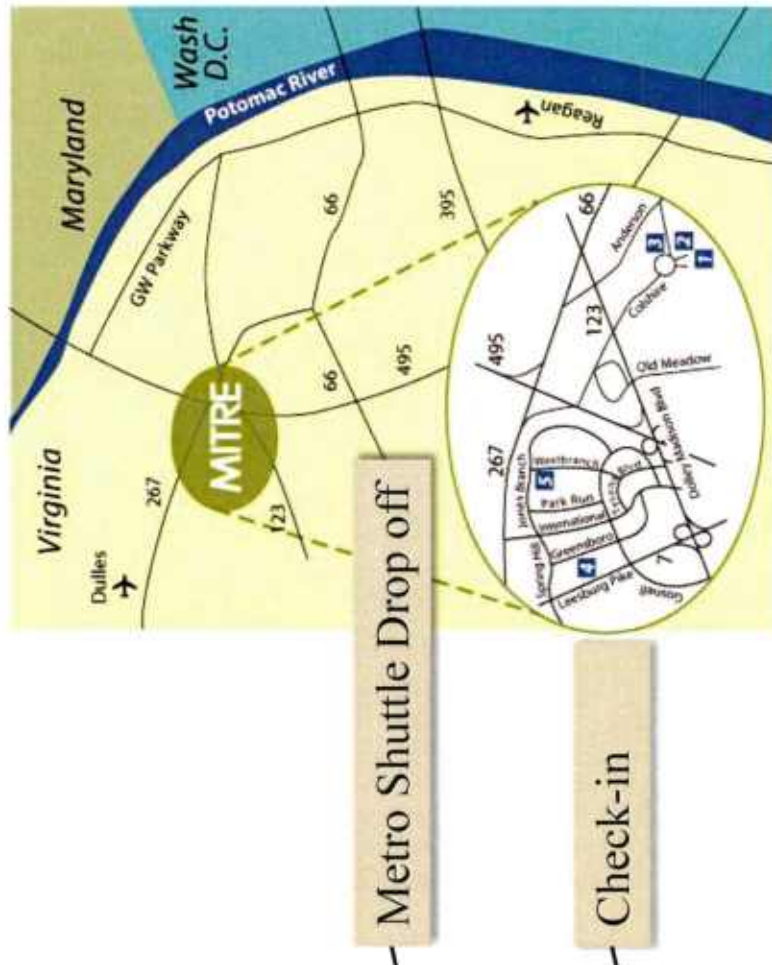 Maryland
Wash
D.C.
Potomac River
Virginia
GW Parkway
267
Dulles
MITRE
123
66
66
495
395
Reagan
Metro Shuttle Drop off
Check-in
495
267
66
123
Anderson
Colshire
3
2
1
Old Meadow
Dolley Madison Blvd
Jones Branch
Westbranch
5
Park Run
International
Greensboro
Spring Hill
4
Leesburg Pike
7
Gosnell
Blvd